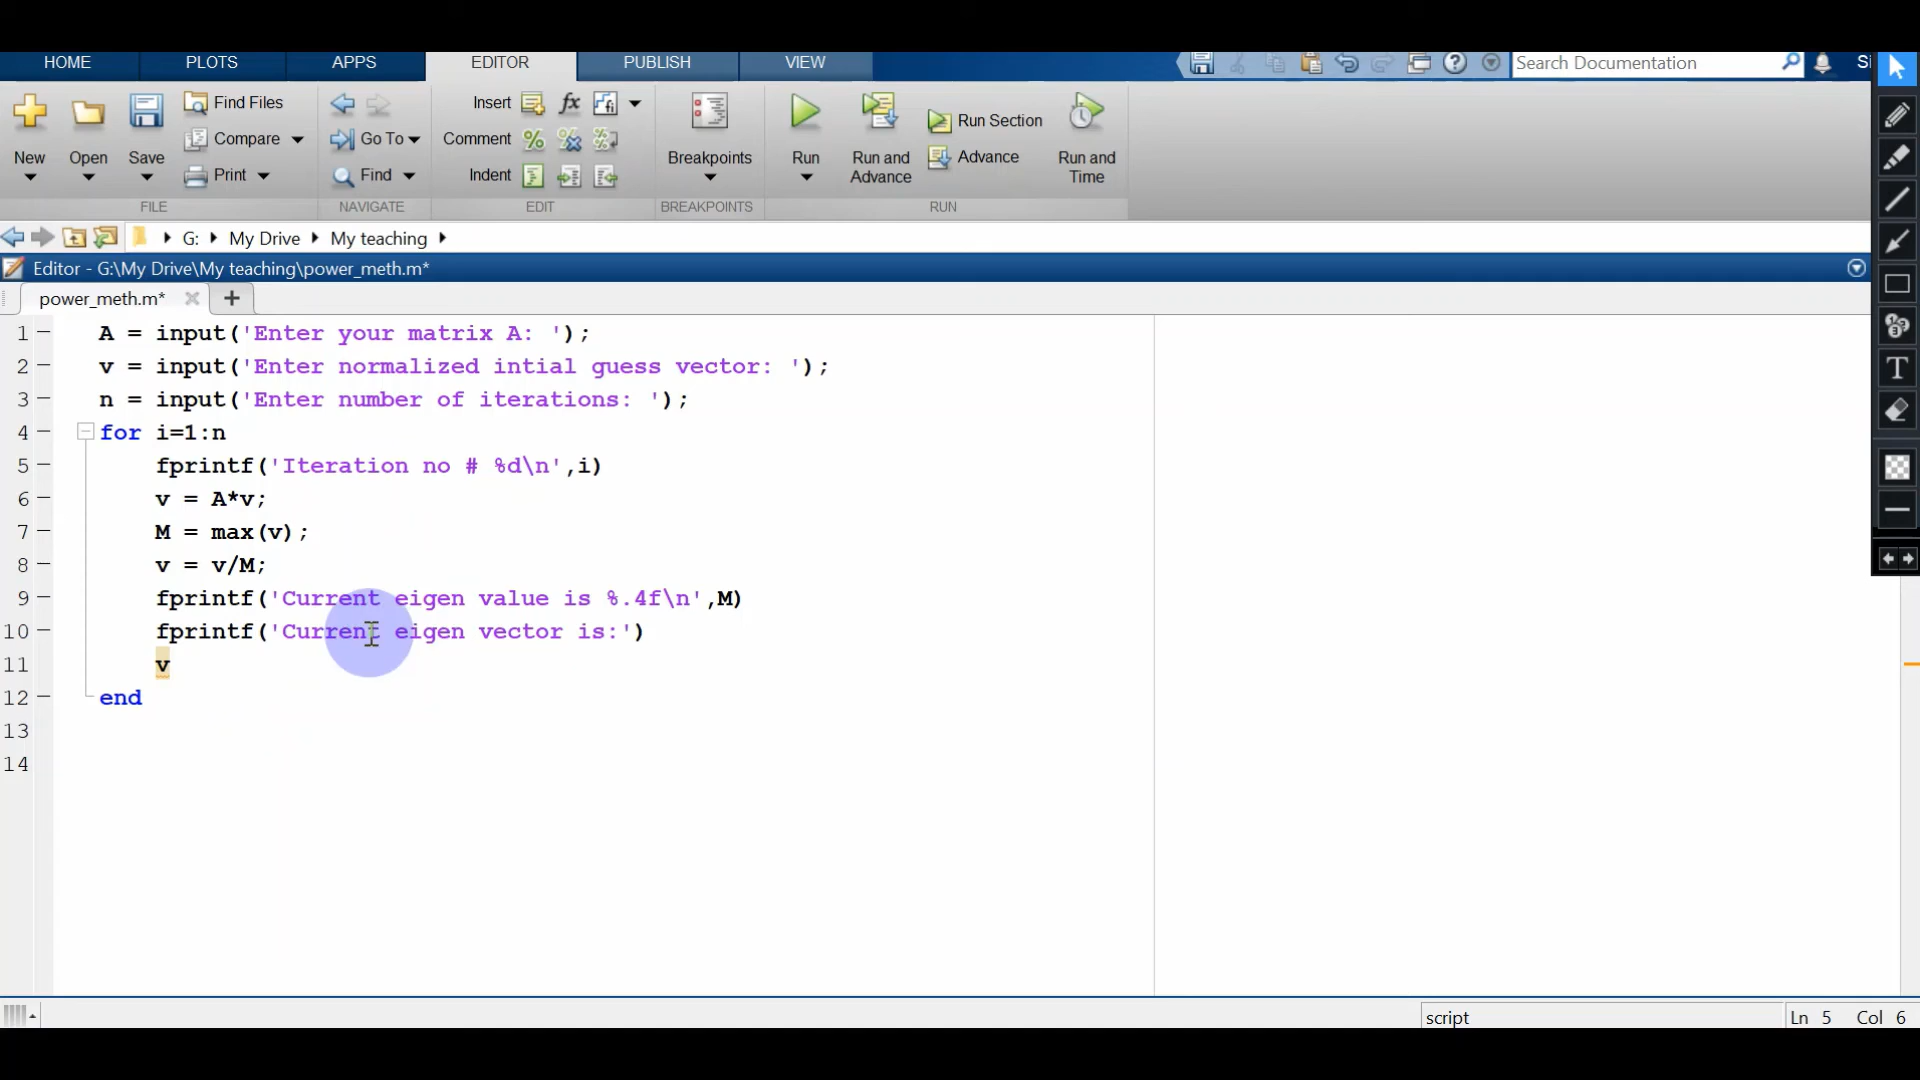 HOME PLOTS APPS EDITOR PUBLISH VIEW Search Documentation Si
New Open Save Find Files Compare Print FILE
Go To Find NAVIGATE
Insert fx Comment Indent EDIT
Breakpoints BREAKPOINTS
Run Run and Advance Run Section Advance Run and Time RUN
G: My Drive My teaching
Editor - G:\My Drive\My teaching\power_meth.m*
power_meth.m*
1 A = input('Enter your matrix A: ');
2 v = input('Enter normalized intial guess vector: ');
3 n = input('Enter number of iterations: ');
4 for i=1:n
5 fprintf('Iteration no # %d\n',i)
6 v = A*v;
7 M = max(v);
8 v = v/M;
9 fprintf('Current eigen value is %.4f\n',M)
10 fprintf('Current eigen vector is:')
11 v
12 end
13
14
script Ln 5 Col 6